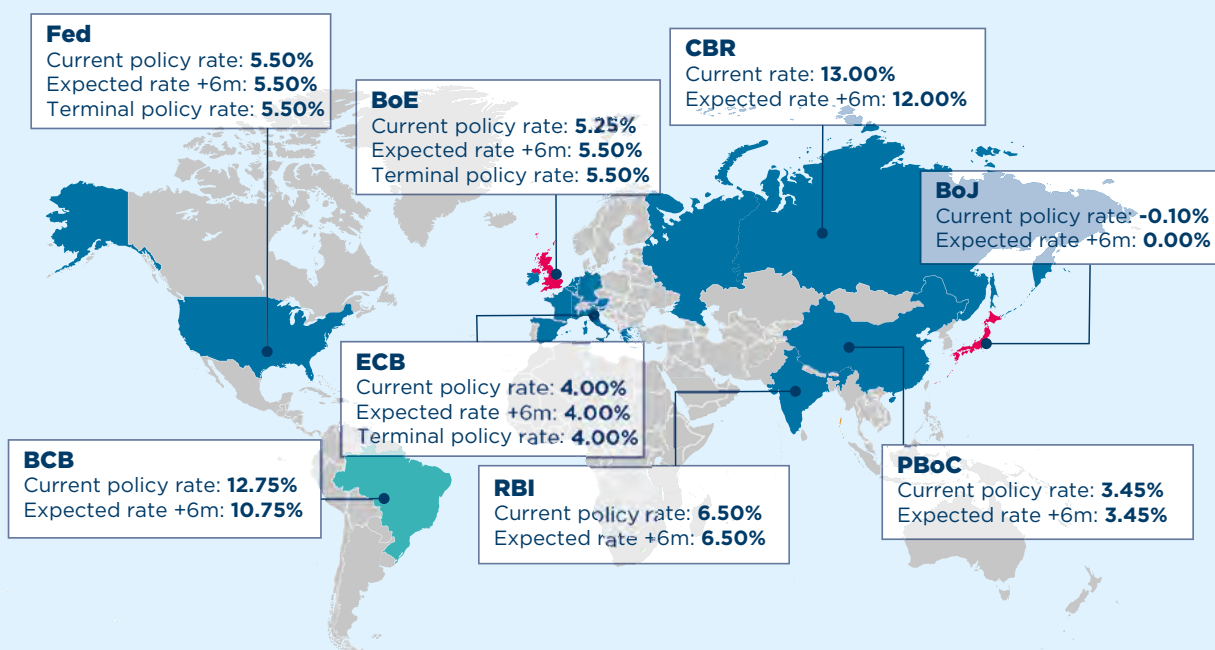 Fed
Current policy rate: 5.50%
Expected rate +6m: 5.50%
Terminal policy rate: 5.50%
BoE
Current policy rate: 5.25%
Expected rate +6m: 5.50%
Terminal policy rate: 5.50%
CBR
Current rate: 13.00%
Expected rate +6m: 12.00%
BoJ
Current policy rate: -0.10%
Expected rate +6m: 0.00%
ECB
Current policy rate: 4.00%
Expected rate +6m: 4.00%
Terminal policy rate: 4.00%
BCB
Current policy rate: 12.75%
Expected rate +6m: 10.75%
RBI
Current policy rate: 6.50%
Expected rate +6m: 6.50%
PBoC
Current policy rate: 3.45%
Expected rate +6m: 3.45%